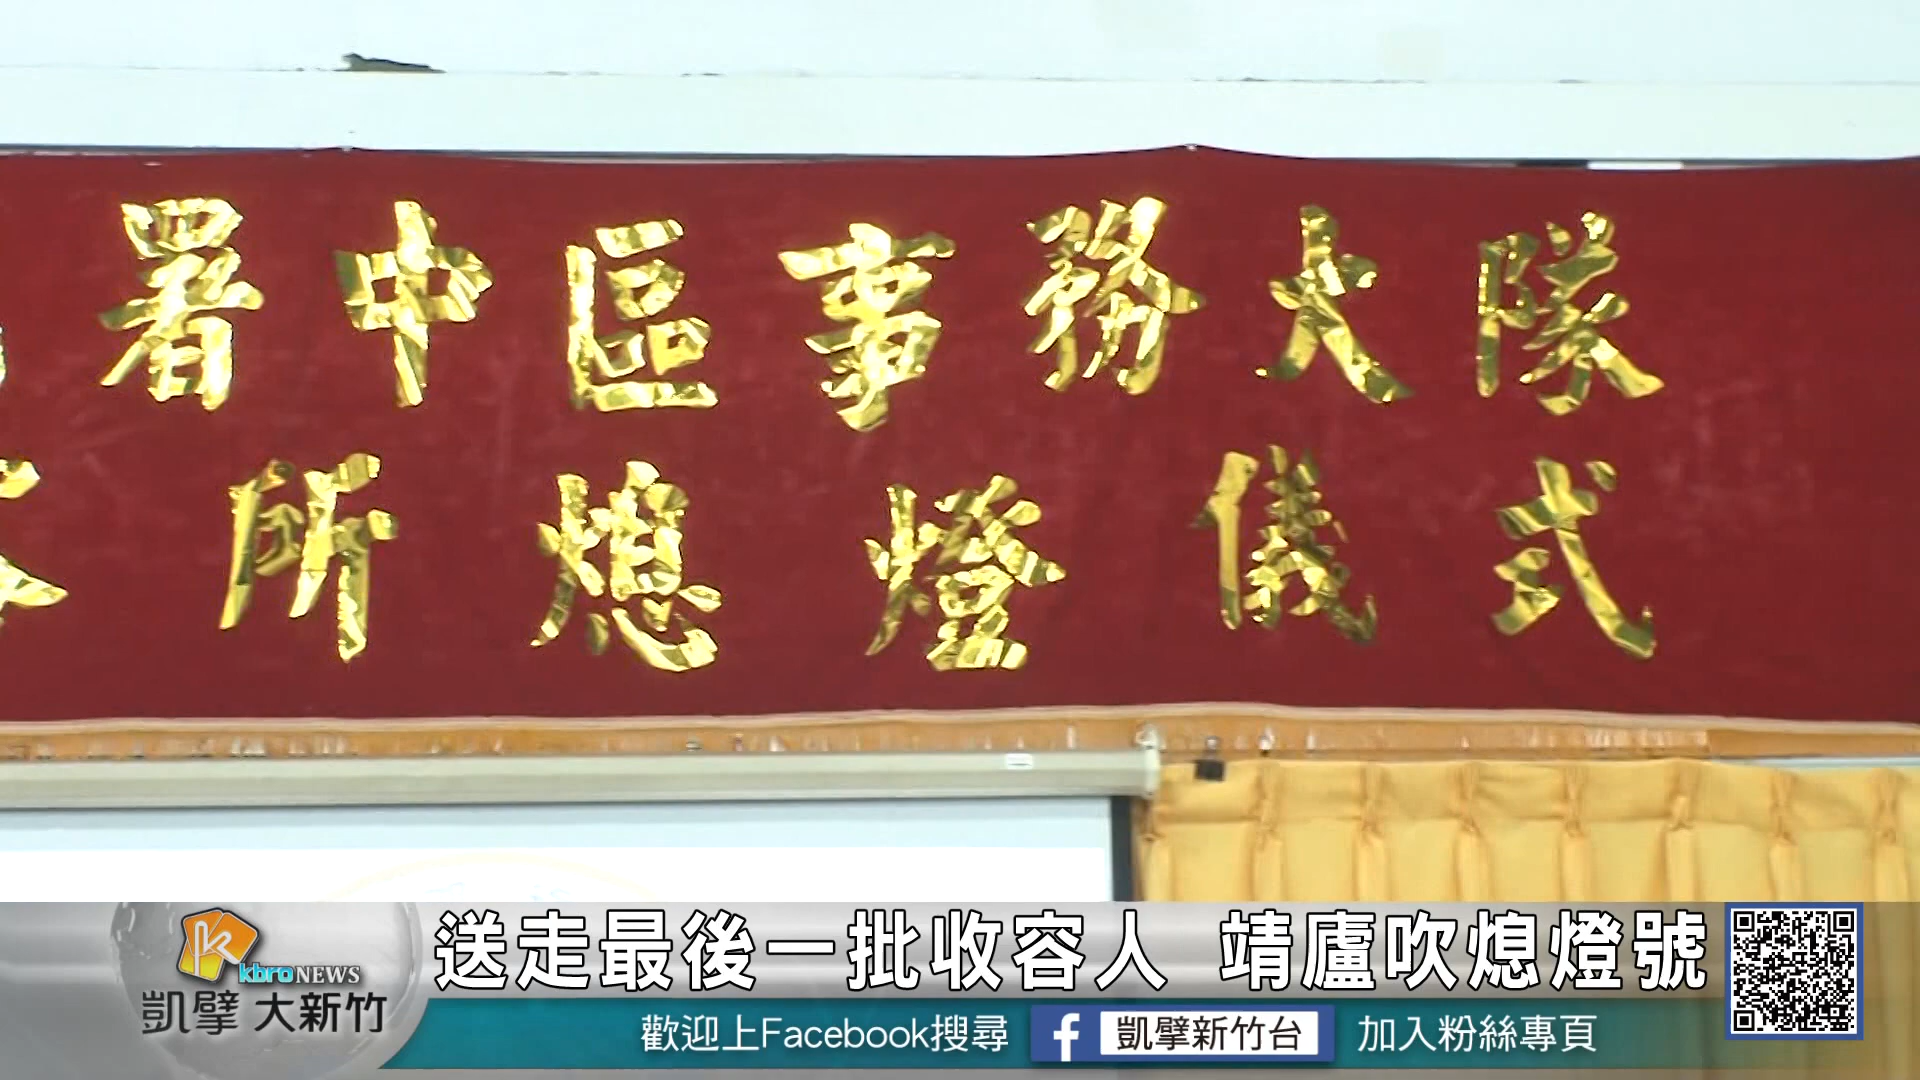 署中區事務大隊
所熄燈儀式
送走最後一批收容人 靖廬吹熄燈號
kbro NEWS
凱擘 大新竹
歡迎上Facebook搜尋 f 凱擘新竹台 加入粉絲專頁